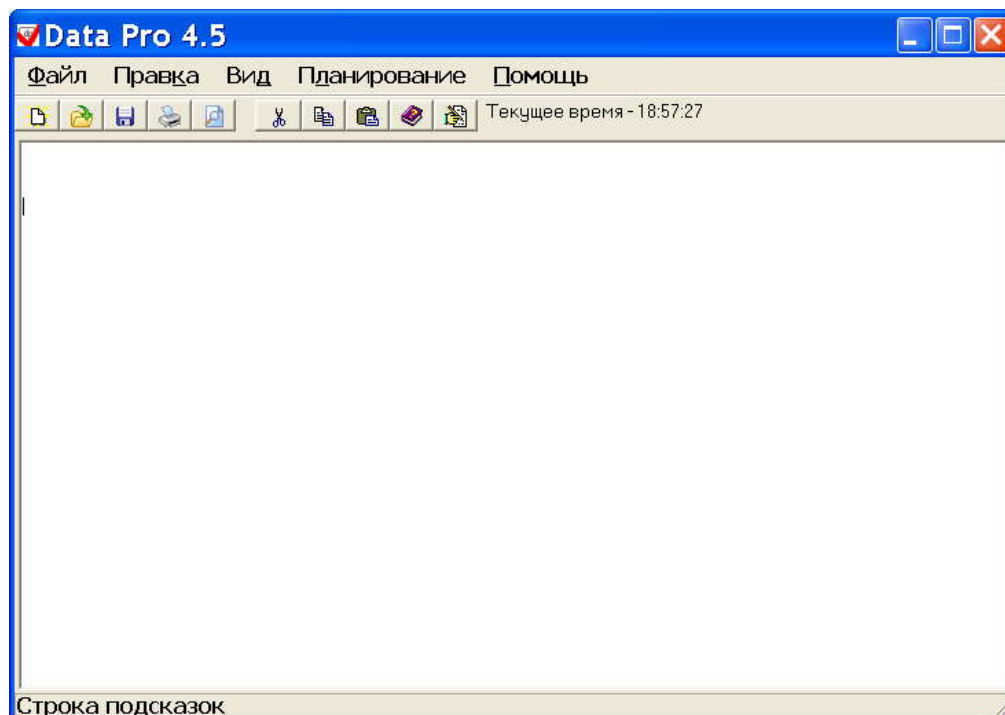 Data Pro 4.5
Файл Правка Вид Планирование Помощь
Текущее время - 18:57:27
Строка подсказок